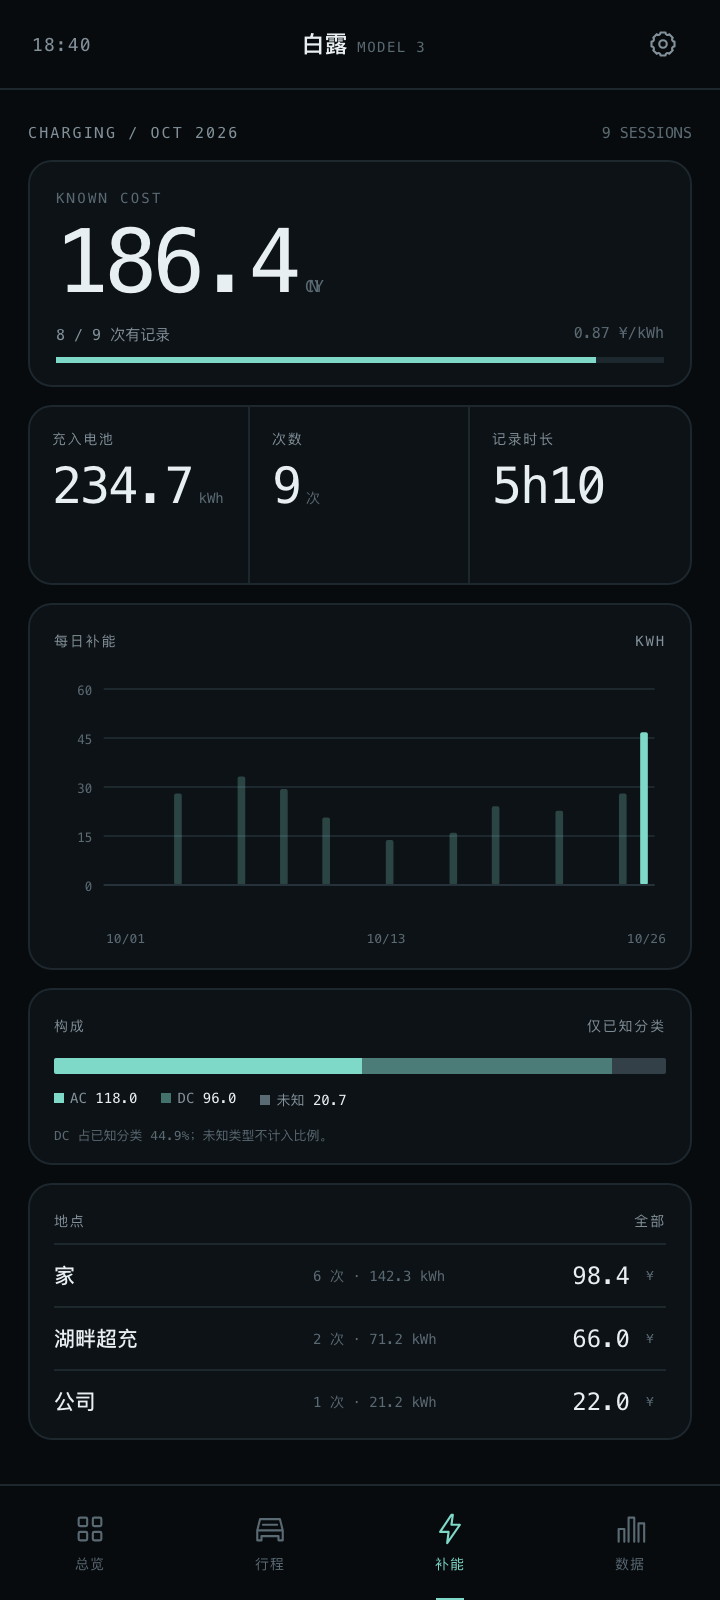 18:40 白露 MODEL 3
CHARGING / OCT 2026 9 SESSIONS
KNOWN COST
186.4 CNY
8 / 9 次有记录 0.87 ¥/kWh
充入电池 次数 记录时长
234.7 kWh 9 次 5h10
每日补能 KWH
60
45
30
15
0
10/01 10/13 10/26
构成 仅已知分类
AC 118.0 DC 96.0 未知 20.7
DC 占已知分类 44.9%; 未知类型不计入比例。
地点 全部
家 6 次 · 142.3 kWh 98.4 ¥
湖畔超充 2 次 · 71.2 kWh 66.0 ¥
公司 1 次 · 21.2 kWh 22.0 ¥
总览 行程 补能 数据